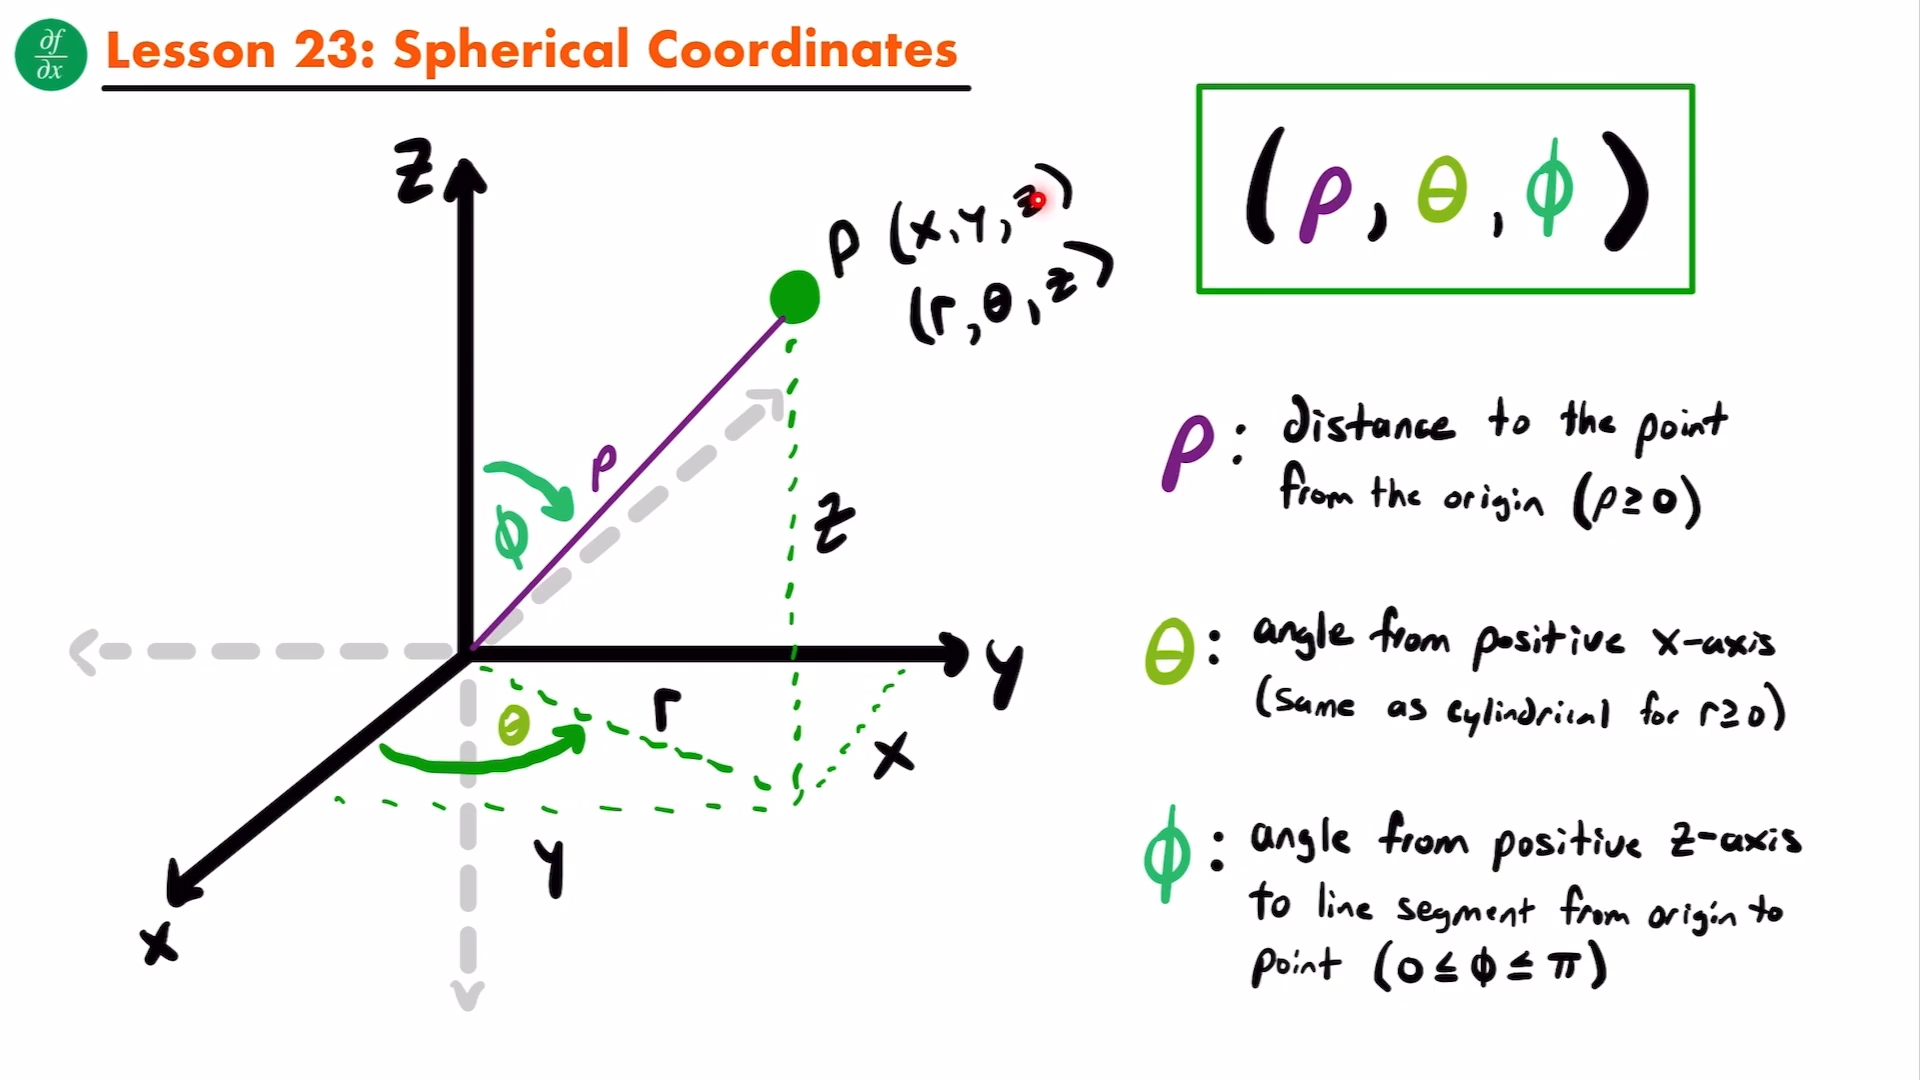 ∂f
∂x
Lesson 23: Spherical Coordinates
(ρ, θ, ϕ)
z
P (x, y, z)
(r, θ, z)
ρ
ϕ
z
y
r
θ
x
y
x
ρ: distance to the point
from the origin (ρ ≥ 0)
θ: angle from positive x-axis
(same as cylindrical for r ≥ 0)
ϕ: angle from positive z-axis
to line segment from origin to
point (0 ≤ ϕ ≤ π)